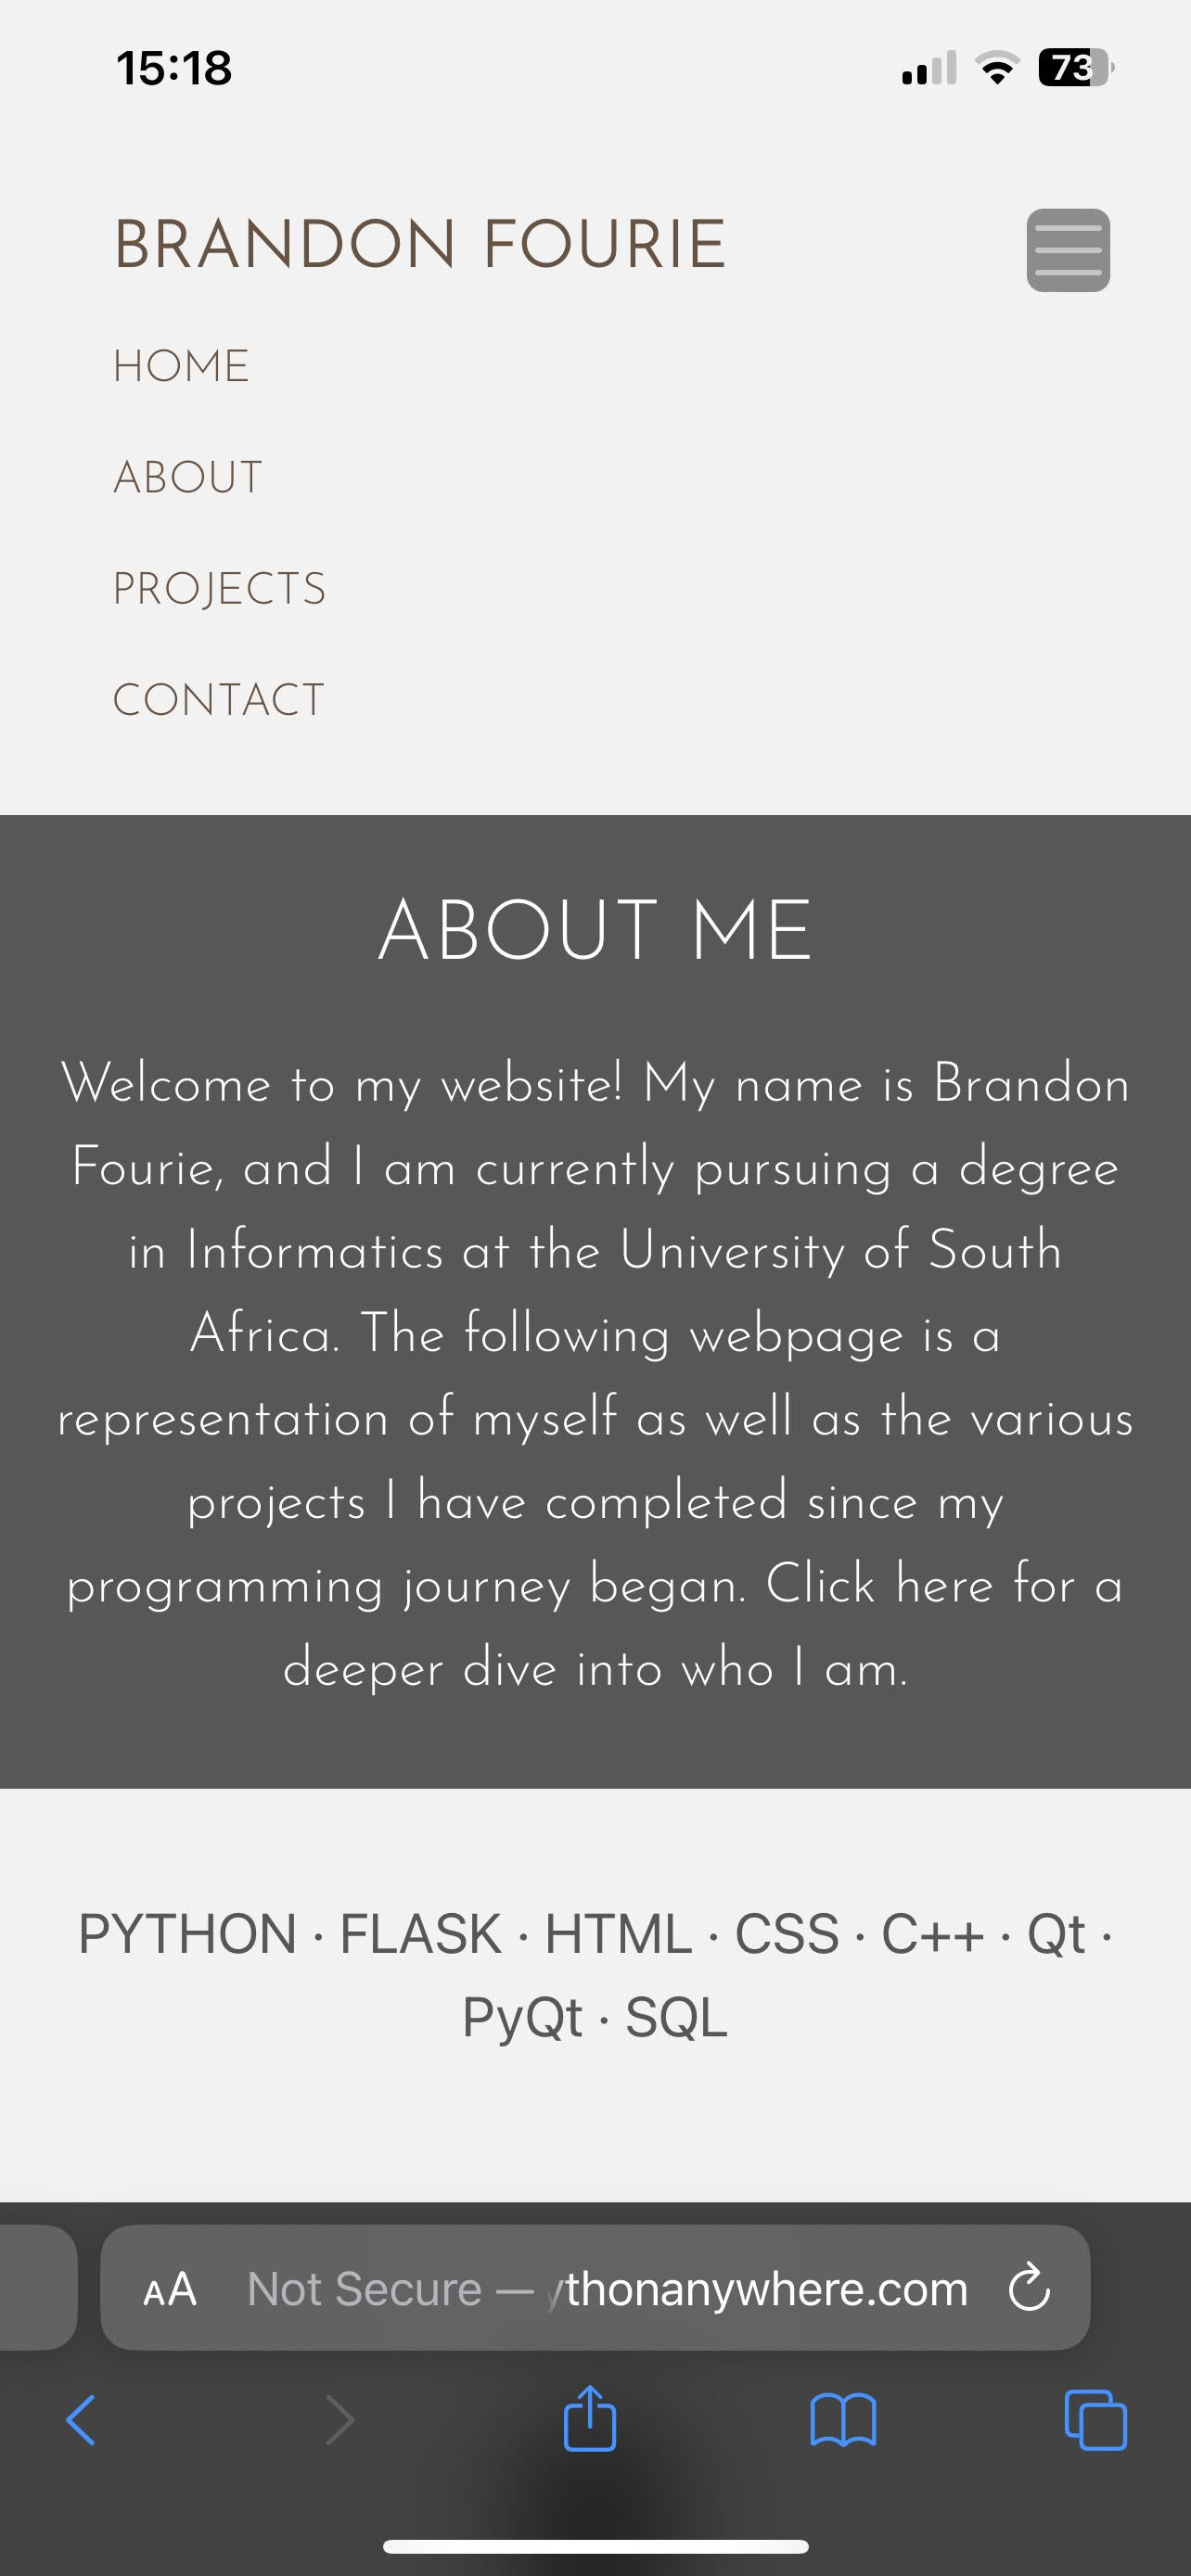 15:18
73
BRANDON FOURIE
HOME
ABOUT
PROJECTS
CONTACT
ABOUT ME
Welcome to my website! My name is Brandon
Fourie, and I am currently pursuing a degree
in Informatics at the University of South
Africa. The following webpage is a
representation of myself as well as the various
projects I have completed since my
programming journey began. Click here for a
deeper dive into who I am.
PYTHON · FLASK · HTML · CSS · C++ · Qt ·
PyQt · SQL
AA Not Secure — ythonanywhere.com